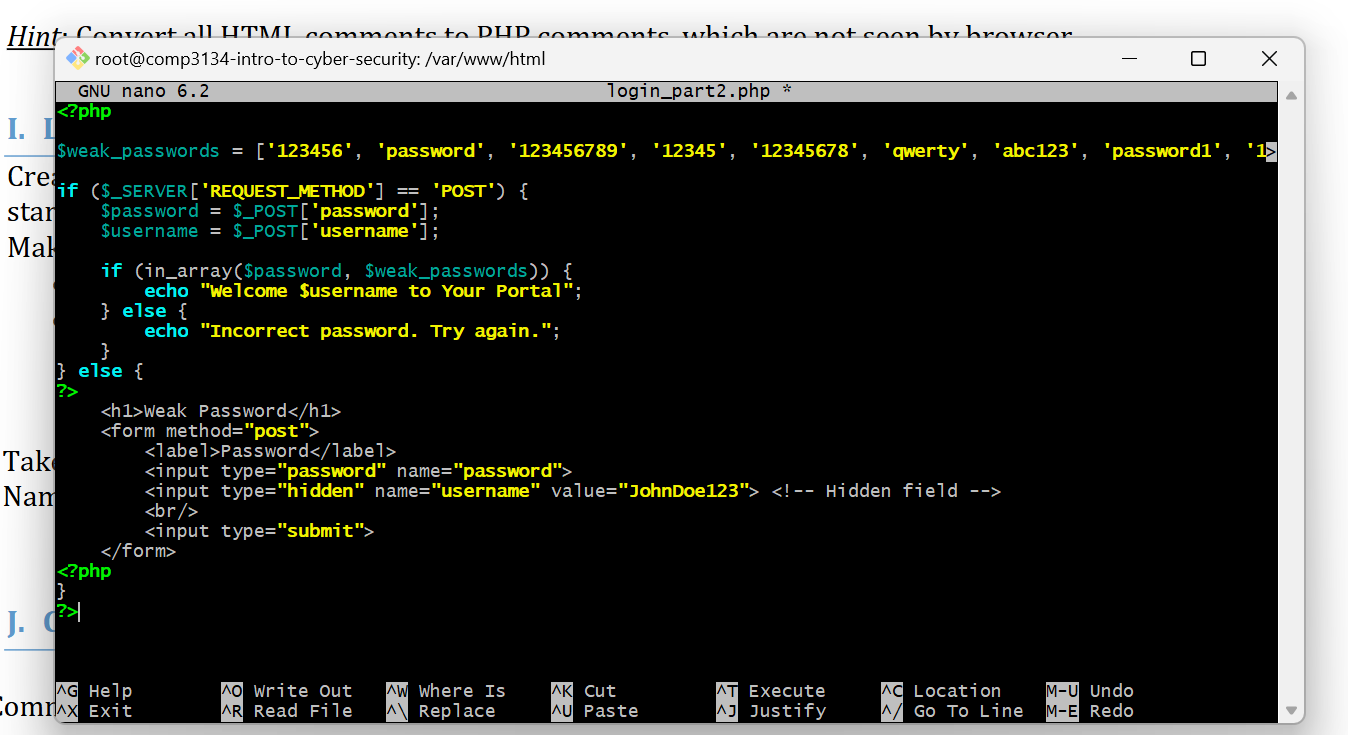 Hint: Convert all HTML comments to PHP comments, which are not seen by browser
root@comp3134-intro-to-cyber-security: /var/www/html
GNU nano 6.2 login_part2.php *
<?php
$weak_passwords = ['123456', 'password', '123456789', '12345', '12345678', 'qwerty', 'abc123', 'password1', '1>
if ($_SERVER['REQUEST_METHOD'] == 'POST') {
    $password = $_POST['password'];
    $username = $_POST['username'];
    if (in_array($password, $weak_passwords)) {
        echo "Welcome $username to Your Portal";
    } else {
        echo "Incorrect password. Try again.";
    }
} else {
?>
    <h1>Weak Password</h1>
    <form method="post">
        <label>Password</label>
        <input type="password" name="password">
        <input type="hidden" name="username" value="JohnDoe123"> <!-- Hidden field -->
        <br/>
        <input type="submit">
    </form>
<?php
}
?>
^G Help ^O Write Out ^W Where Is ^K Cut ^T Execute ^C Location M-U Undo
^X Exit ^R Read File ^\ Replace ^U Paste ^J Justify ^/ Go To Line M-E Redo
I.
J.